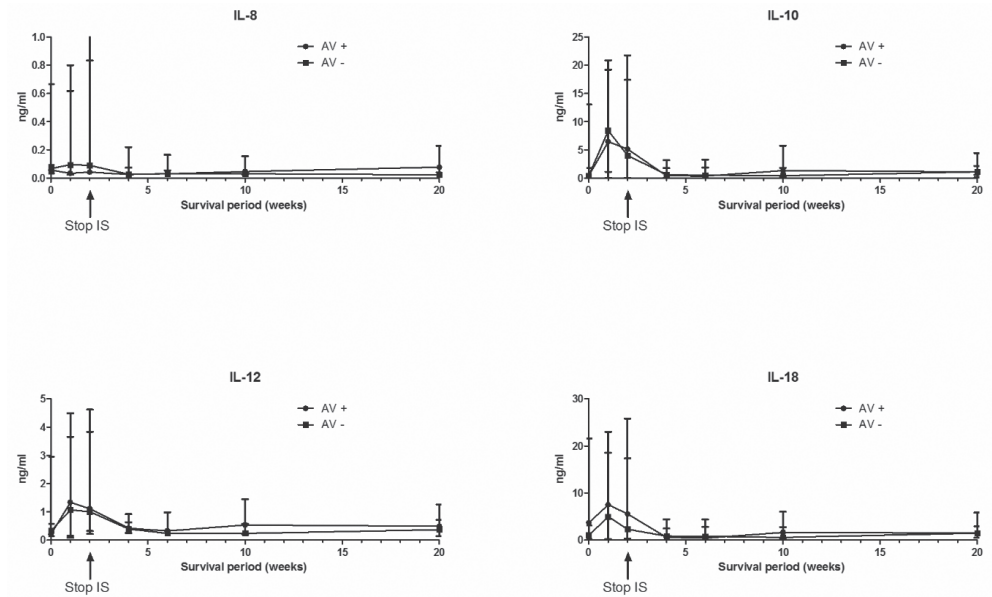 IL-8
1.0
0.8
0.6
0.4
0.2
0.0
ng/ml
AV +
AV -
0 5 10 15 20
Survival period (weeks)
Stop IS
IL-10
25
20
15
10
5
0
ng/ml
AV +
AV -
0 5 10 15 20
Survival period (weeks)
Stop IS
IL-12
5
4
3
2
1
0
ng/ml
AV +
AV -
0 5 10 15 20
Survival period (weeks)
Stop IS
IL-18
30
20
10
0
ng/ml
AV +
AV -
0 5 10 15 20
Survival period (weeks)
Stop IS